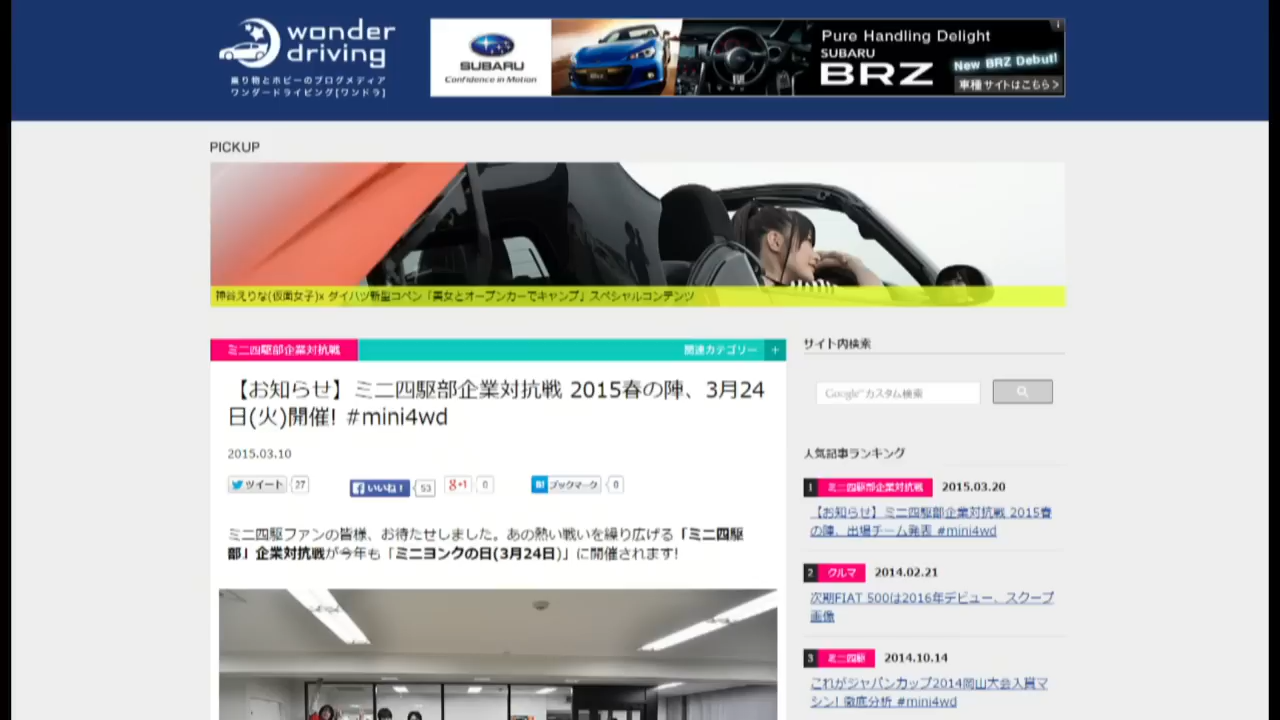 wonder
driving
乗り物とホビーのブログメディア
ワンダードライビング[ワンドラ]
SUBARU
Confidence in Motion
Pure Handling Delight
SUBARU
BRZ
New BRZ Debut!
車種サイトはこちら>
PICKUP
神谷えりな(仮面女子)× ダイハツ新型コペン「美女とオープンカーでキャンプ」スペシャルコンテンツ
ミニ四駆部企業対抗戦
関連カテゴリー +
【お知らせ】ミニ四駆部企業対抗戦 2015春の陣、3月24
日(火)開催! #mini4wd
2015.03.10
ツイート 27
いいね! 53
g+1 0
B! ブックマーク 0
ミニ四駆ファンの皆様、お待たせしました。あの熱い戦いを繰り広げる「ミニ四駆
部」企業対抗戦が今年も「ミニヨンクの日(3月24日)」に開催されます!
サイト内検索
Google™カスタム検索
人気記事ランキング
1 ミニ四駆部企業対抗戦 2015.03.20
【お知らせ】ミニ四駆部企業対抗戦 2015春
の陣、出場チーム発表 #mini4wd
2 クルマ 2014.02.21
次期FIAT 500は2016年デビュー、スクープ
画像
3 ミニ四駆 2014.10.14
これがジャパンカップ2014岡山大会入賞マ
シン! 徹底分析 #mini4wd